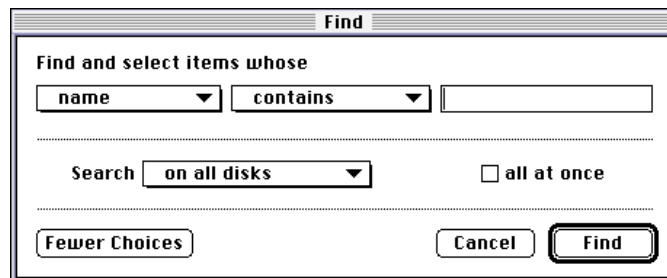 Find
Find and select items whose
name contains
Search on all disks all at once
Fewer Choices Cancel Find